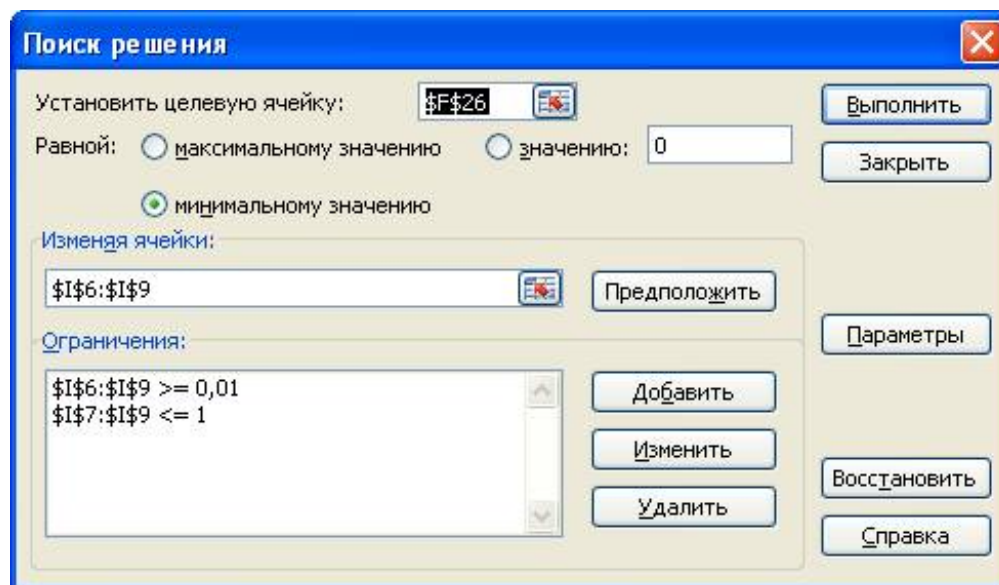 Поиск решения
Установить целевую ячейку: $F$26
Выполнить
Равной: максимальному значению значению: 0
Закрыть
минимальному значению
Изменяя ячейки:
$I$6:$I$9 Предположить
Параметры
Ограничения:
$I$6:$I$9 >= 0,01
$I$7:$I$9 <= 1
Добавить
Изменить
Удалить
Восстановить
Справка